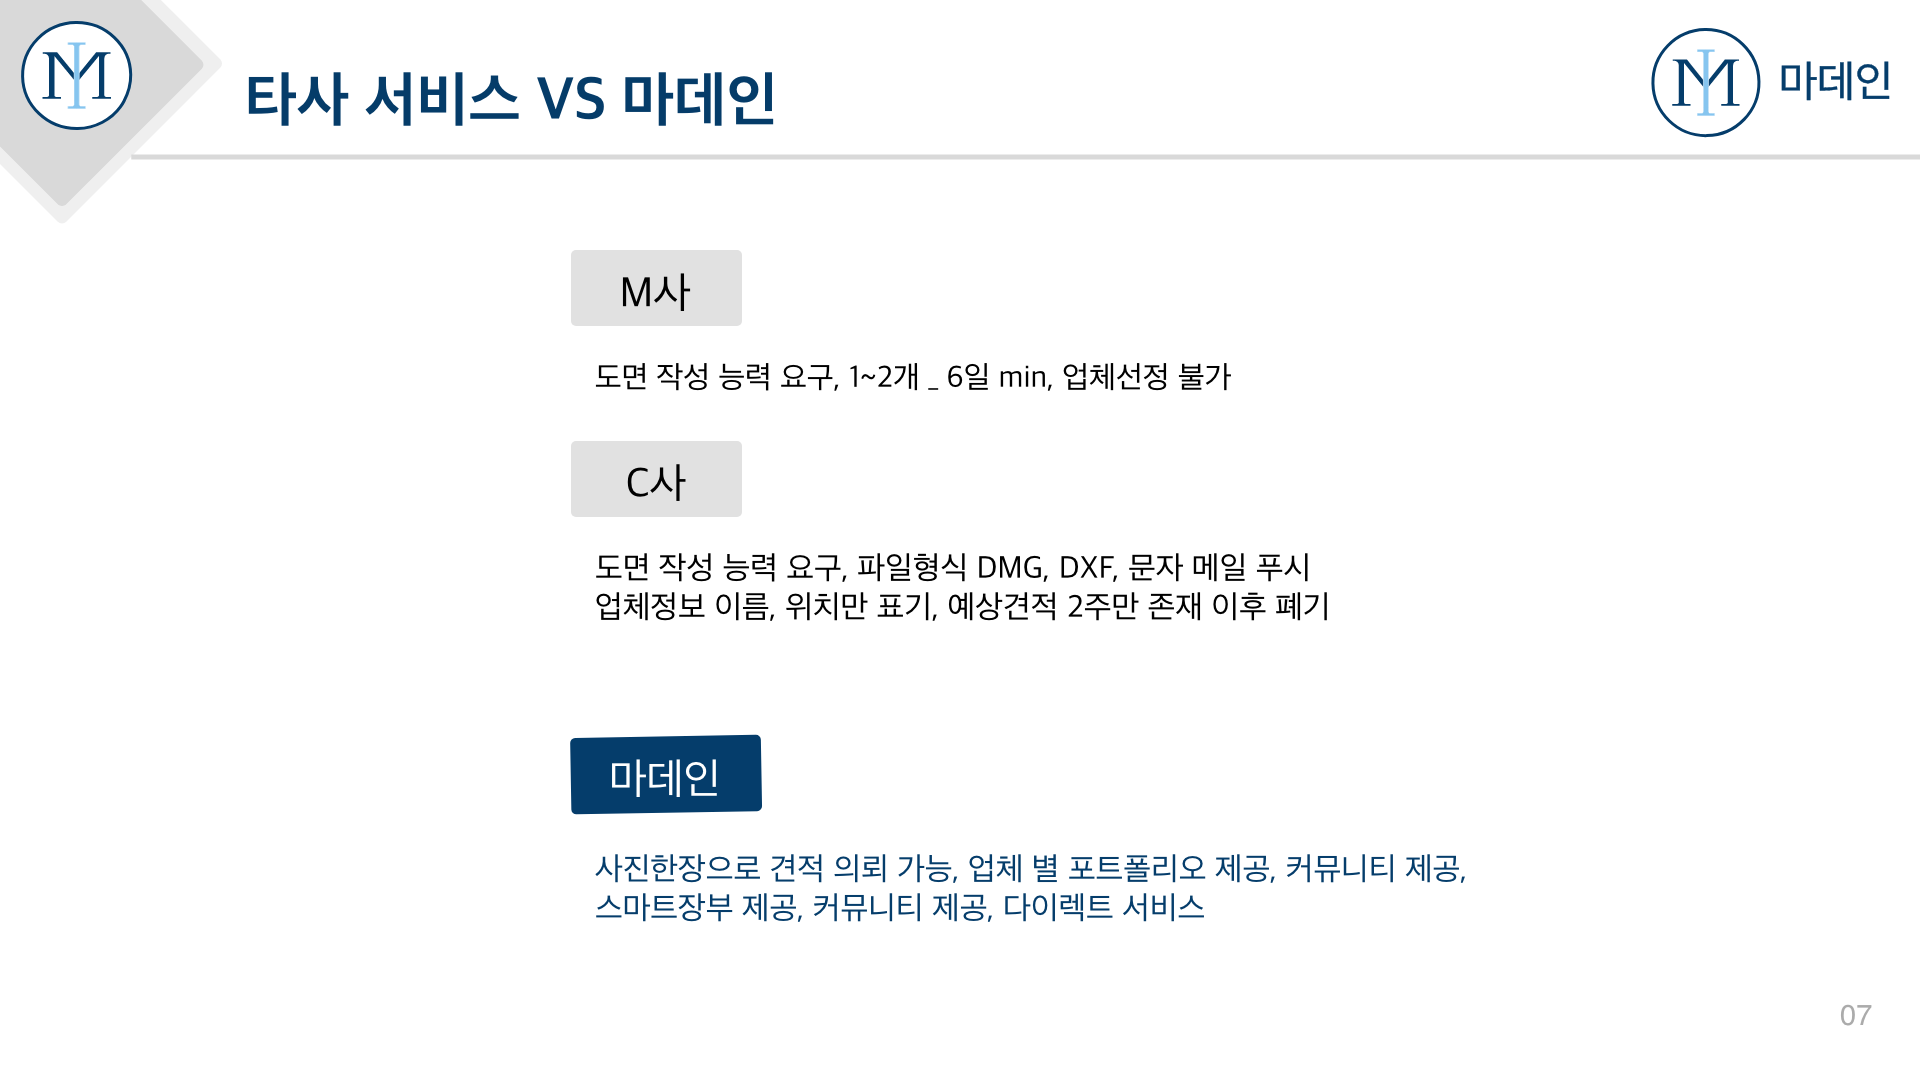 타사 서비스 VS 마데인
마데인
M사
도면 작성 능력 요구, 1~2개 _ 6일 min, 업체선정 불가
C사
도면 작성 능력 요구, 파일형식 DMG, DXF, 문자 메일 푸시
업체정보 이름, 위치만 표기, 예상견적 2주만 존재 이후 폐기
마데인
사진한장으로 견적 의뢰 가능, 업체 별 포트폴리오 제공, 커뮤니티 제공,
스마트장부 제공, 커뮤니티 제공, 다이렉트 서비스
07